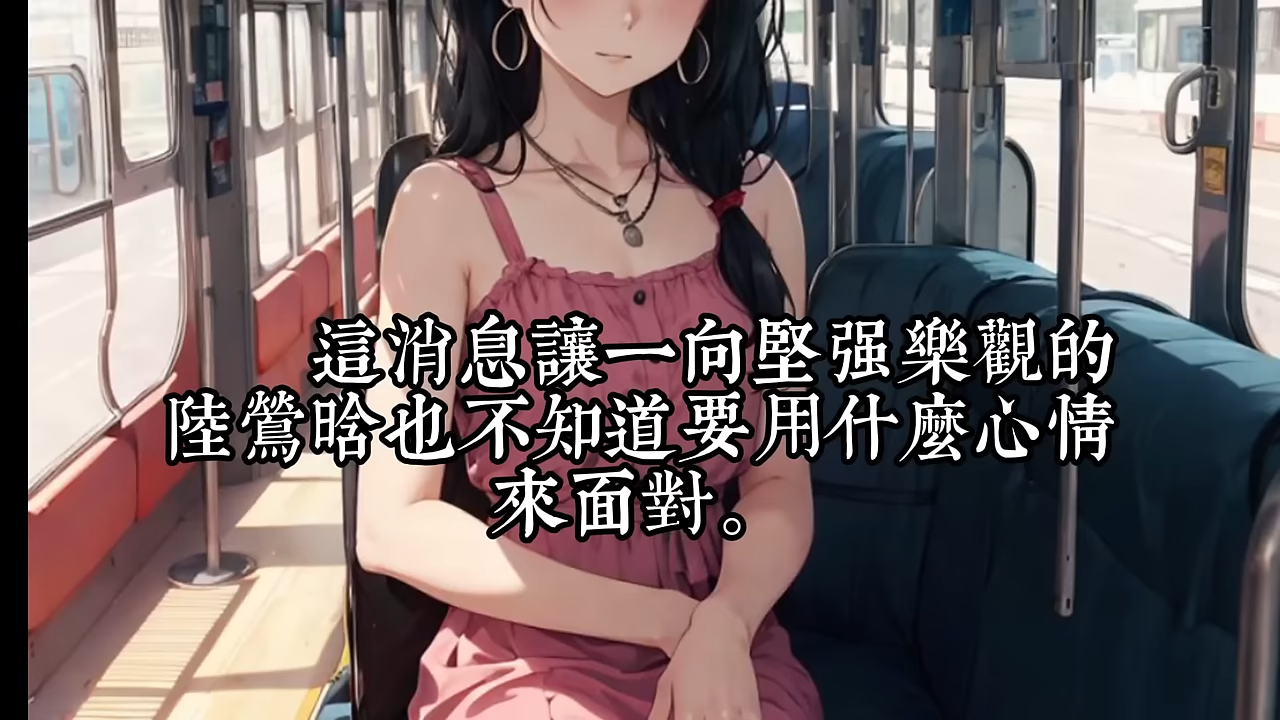 這消息讓一向堅强樂觀的
陸鶯晗也不知道要用什麼心情
來面對。